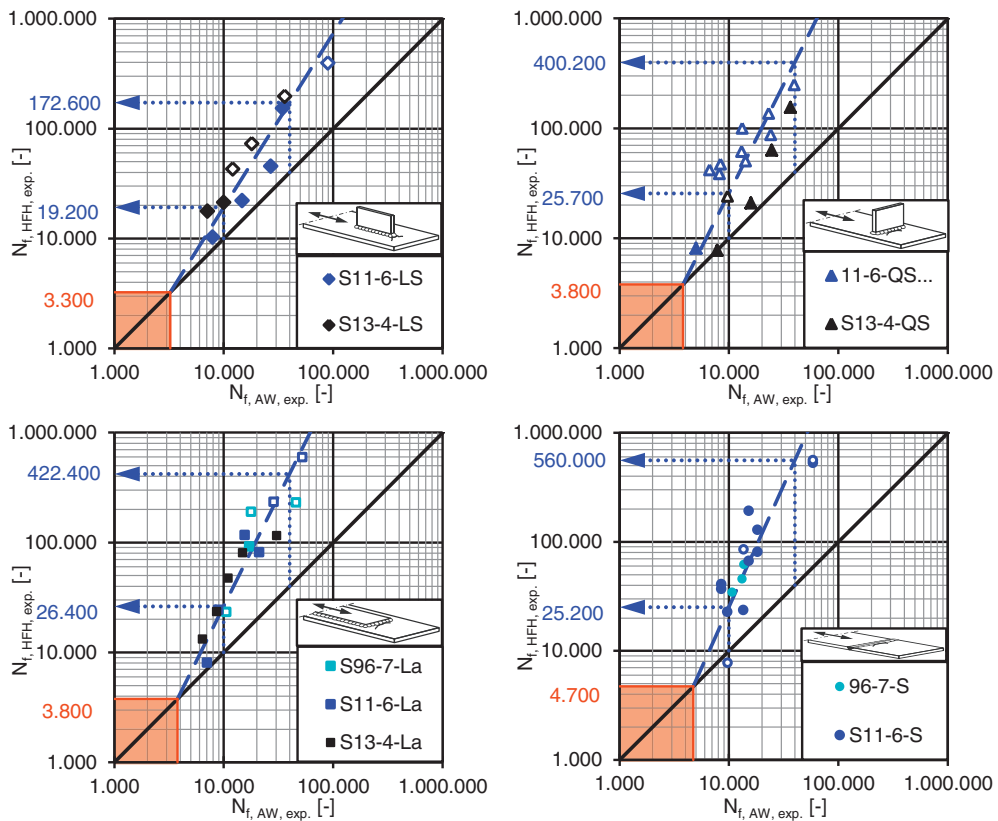 1.000.000
172.600
100.000
19.200
10.000
3.300
1.000
N_f, HFH, exp. [-]
S11-6-LS
S13-4-LS
1.000 10.000 100.000 1.000.000
N_f, AW, exp. [-]
1.000.000
400.200
100.000
25.700
10.000
3.800
1.000
N_f, HFH, exp. [-]
11-6-QS...
S13-4-QS
1.000 10.000 100.000 1.000.000
N_f, AW, exp. [-]
1.000.000
422.400
100.000
26.400
10.000
3.800
1.000
N_f, HFH, exp. [-]
S96-7-La
S11-6-La
S13-4-La
1.000 10.000 100.000 1.000.000
N_f, AW, exp. [-]
1.000.000
560.000
100.000
25.200
10.000
4.700
1.000
N_f, HFH, exp. [-]
96-7-S
S11-6-S
1.000 10.000 100.000 1.000.000
N_f, AW, exp. [-]